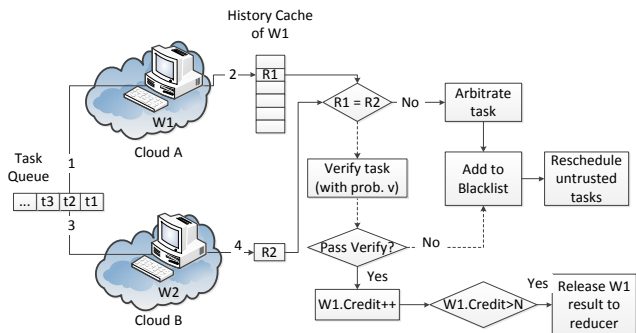 History Cache
of W1
2
R1
W1
Cloud A
R1 = R2
No
Arbitrate
task
1
Task
Queue
... t3 t2 t1
3
Verify task
(with prob. v)
Add to
Blacklist
Reschedule
untrusted
tasks
4
R2
W2
Cloud B
Pass Verify?
No
Yes
W1.Credit++
W1.Credit>N
Yes
Release W1
result to
reducer